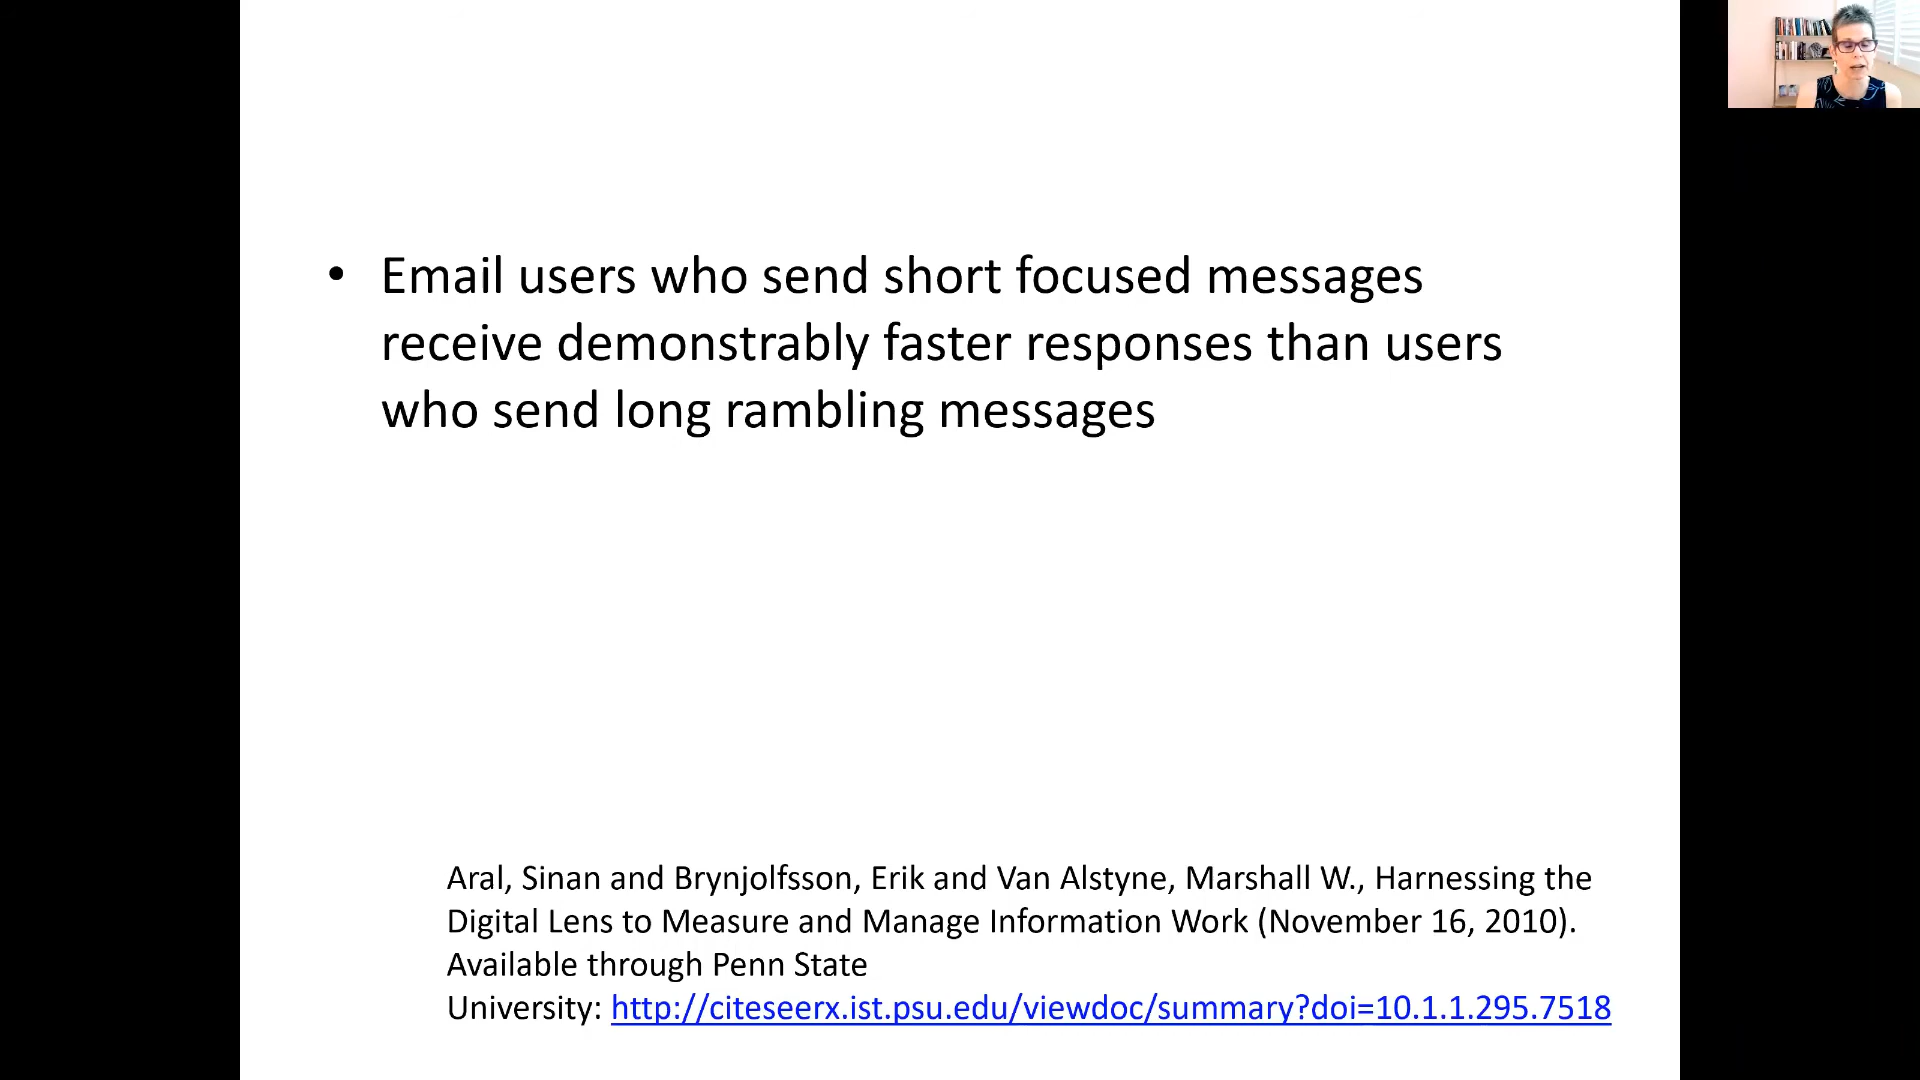 • Email users who send short focused messages
receive demonstrably faster responses than users
who send long rambling messages
Aral, Sinan and Brynjolfsson, Erik and Van Alstyne, Marshall W., Harnessing the
Digital Lens to Measure and Manage Information Work (November 16, 2010).
Available through Penn State
University: http://citeseerx.ist.psu.edu/viewdoc/summary?doi=10.1.1.295.7518